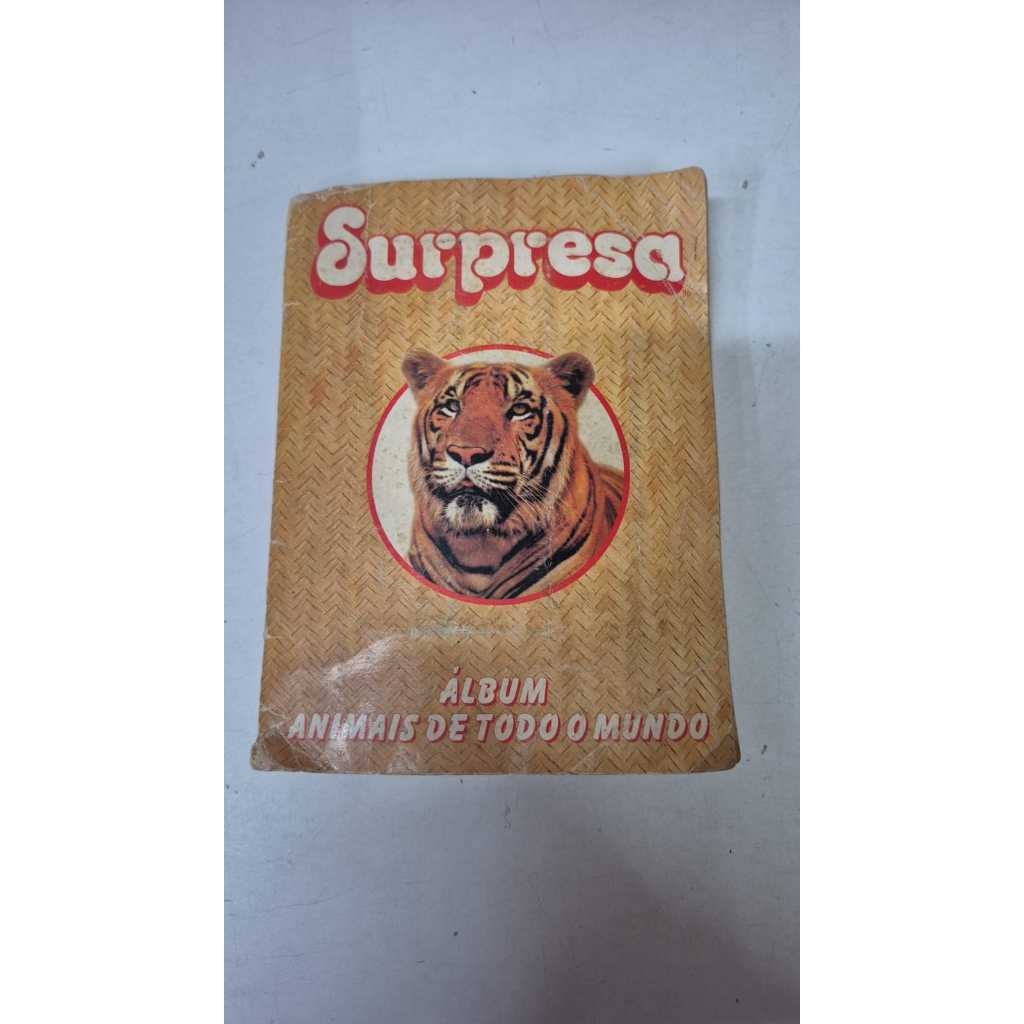 Surpresa
ÁLBUM
ANIMAIS DE TODO O MUNDO